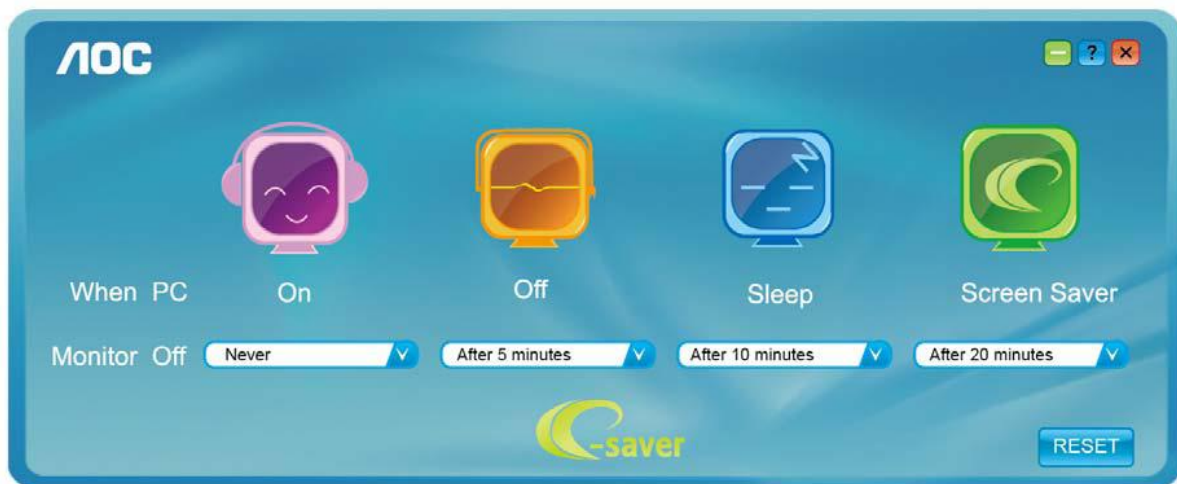 AOC
?
When PC On Off Sleep Screen Saver
Monitor Off Never After 5 minutes After 10 minutes After 20 minutes
e-saver
RESET